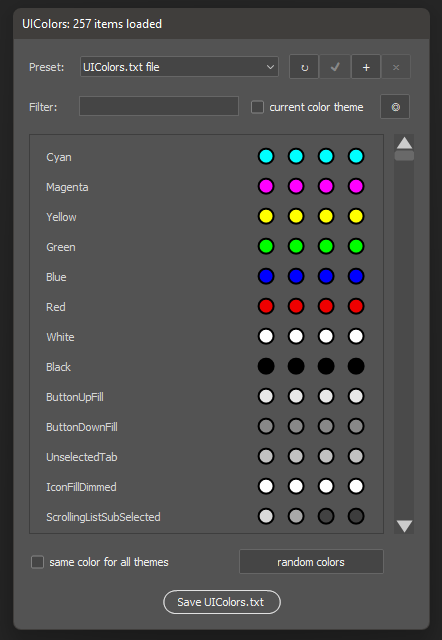 UIColors: 257 items loaded
Preset: UIColors.txt file
Filter: current color theme
Cyan
Magenta
Yellow
Green
Blue
Red
White
Black
ButtonUpFill
ButtonDownFill
UnselectedTab
IconFillDimmed
ScrollingListSubSelected
same color for all themes random colors
Save UIColors.txt